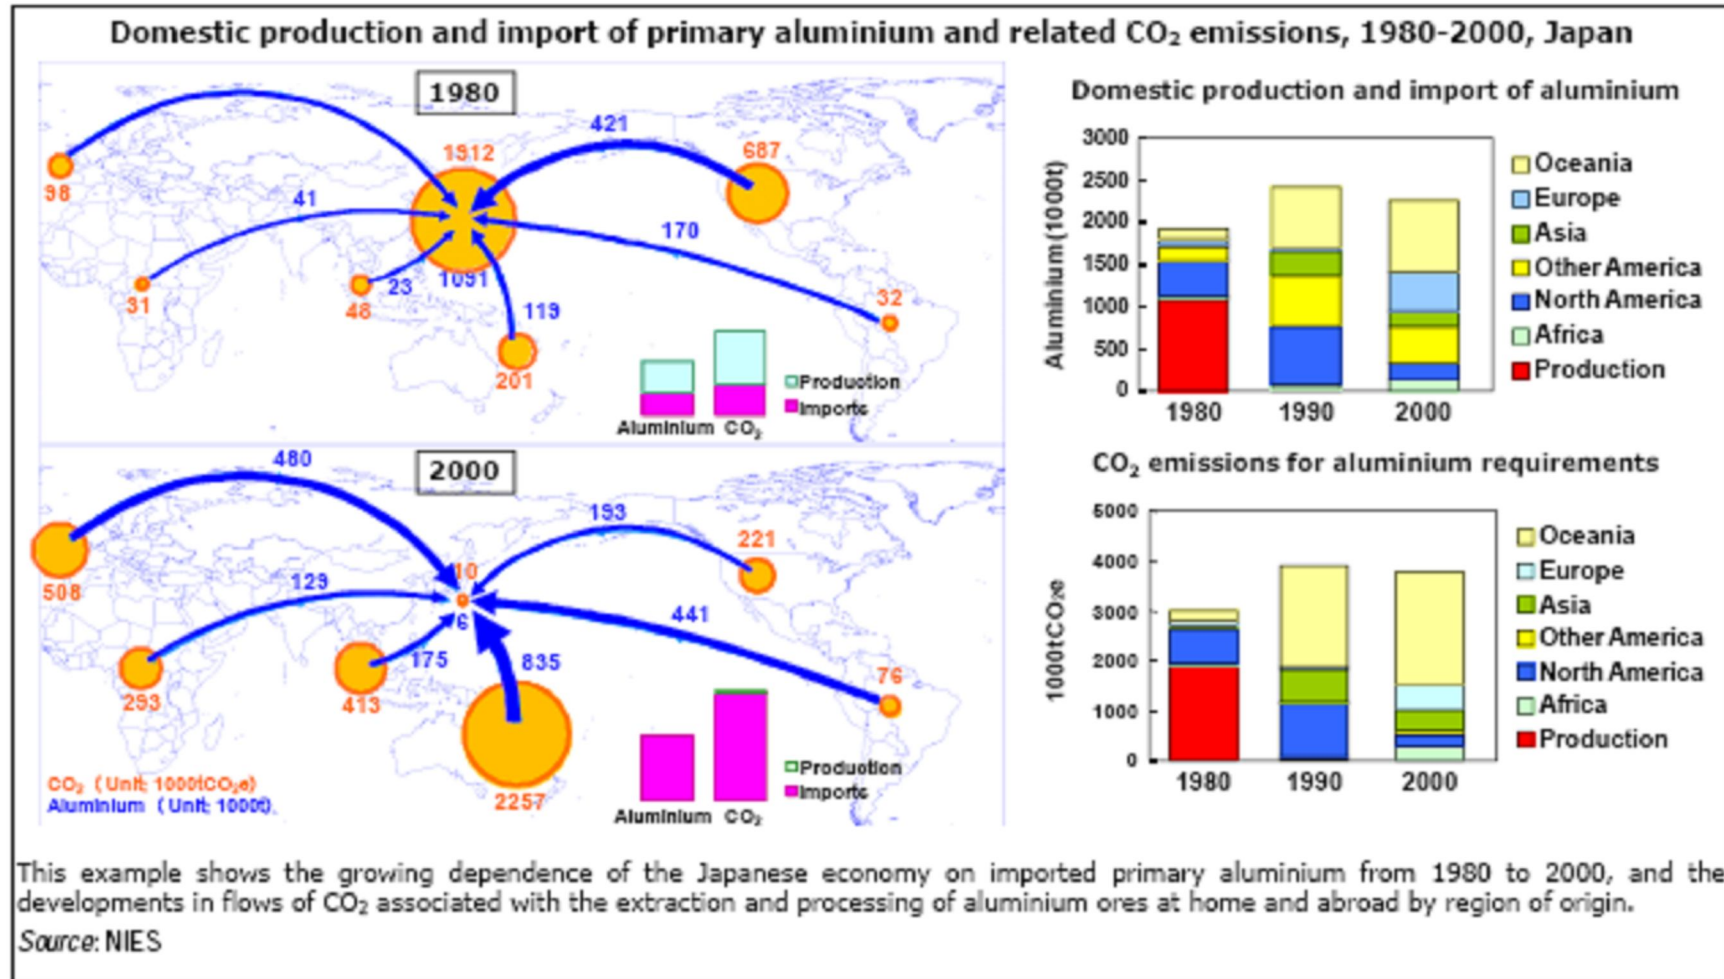 Domestic production and import of primary aluminium and related CO₂ emissions, 1980-2000, Japan
1980
421
1912
687
98
41
170
31
48
23
1091
119
32
201
Production
Imports
Aluminium CO₂
480
2000
193
221
10
508
129
6
441
175
835
76
293
413
2257
CO₂ (Unit: 1000tCO₂e)
Aluminium (Unit: 1000t).
Production
Imports
Aluminium CO₂
Domestic production and import of aluminium
Aluminium (1000t)
3000
2500
2000
1500
1000
500
0
1980 1990 2000
Oceania
Europe
Asia
Other America
North America
Africa
Production
CO₂ emissions for aluminium requirements
1000tCO₂e
5000
4000
3000
2000
1000
0
1980 1990 2000
Oceania
Europe
Asia
Other America
North America
Africa
Production
This example shows the growing dependence of the Japanese economy on imported primary aluminium from 1980 to 2000, and the
developments in flows of CO₂ associated with the extraction and processing of aluminium ores at home and abroad by region of origin.
Source: NIES